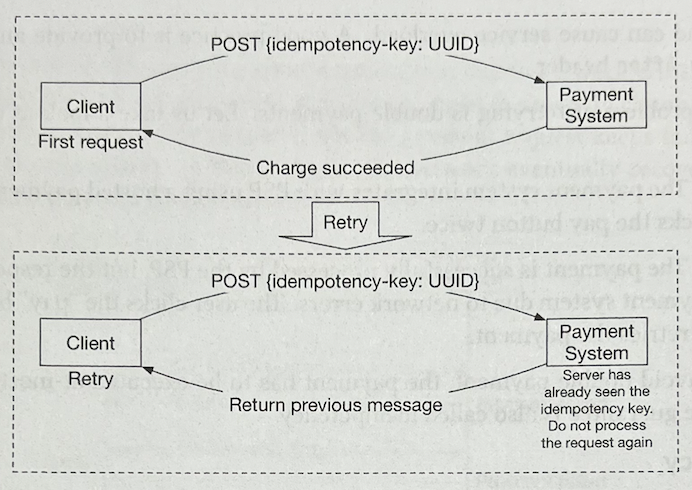 POST {idempotency-key: UUID}
Client
Payment
System
First request
Charge succeeded
Retry
POST {idempotency-key: UUID}
Client
Payment
System
Retry
Server has
already seen the
idempotency key.
Do not process
the request again
Return previous message